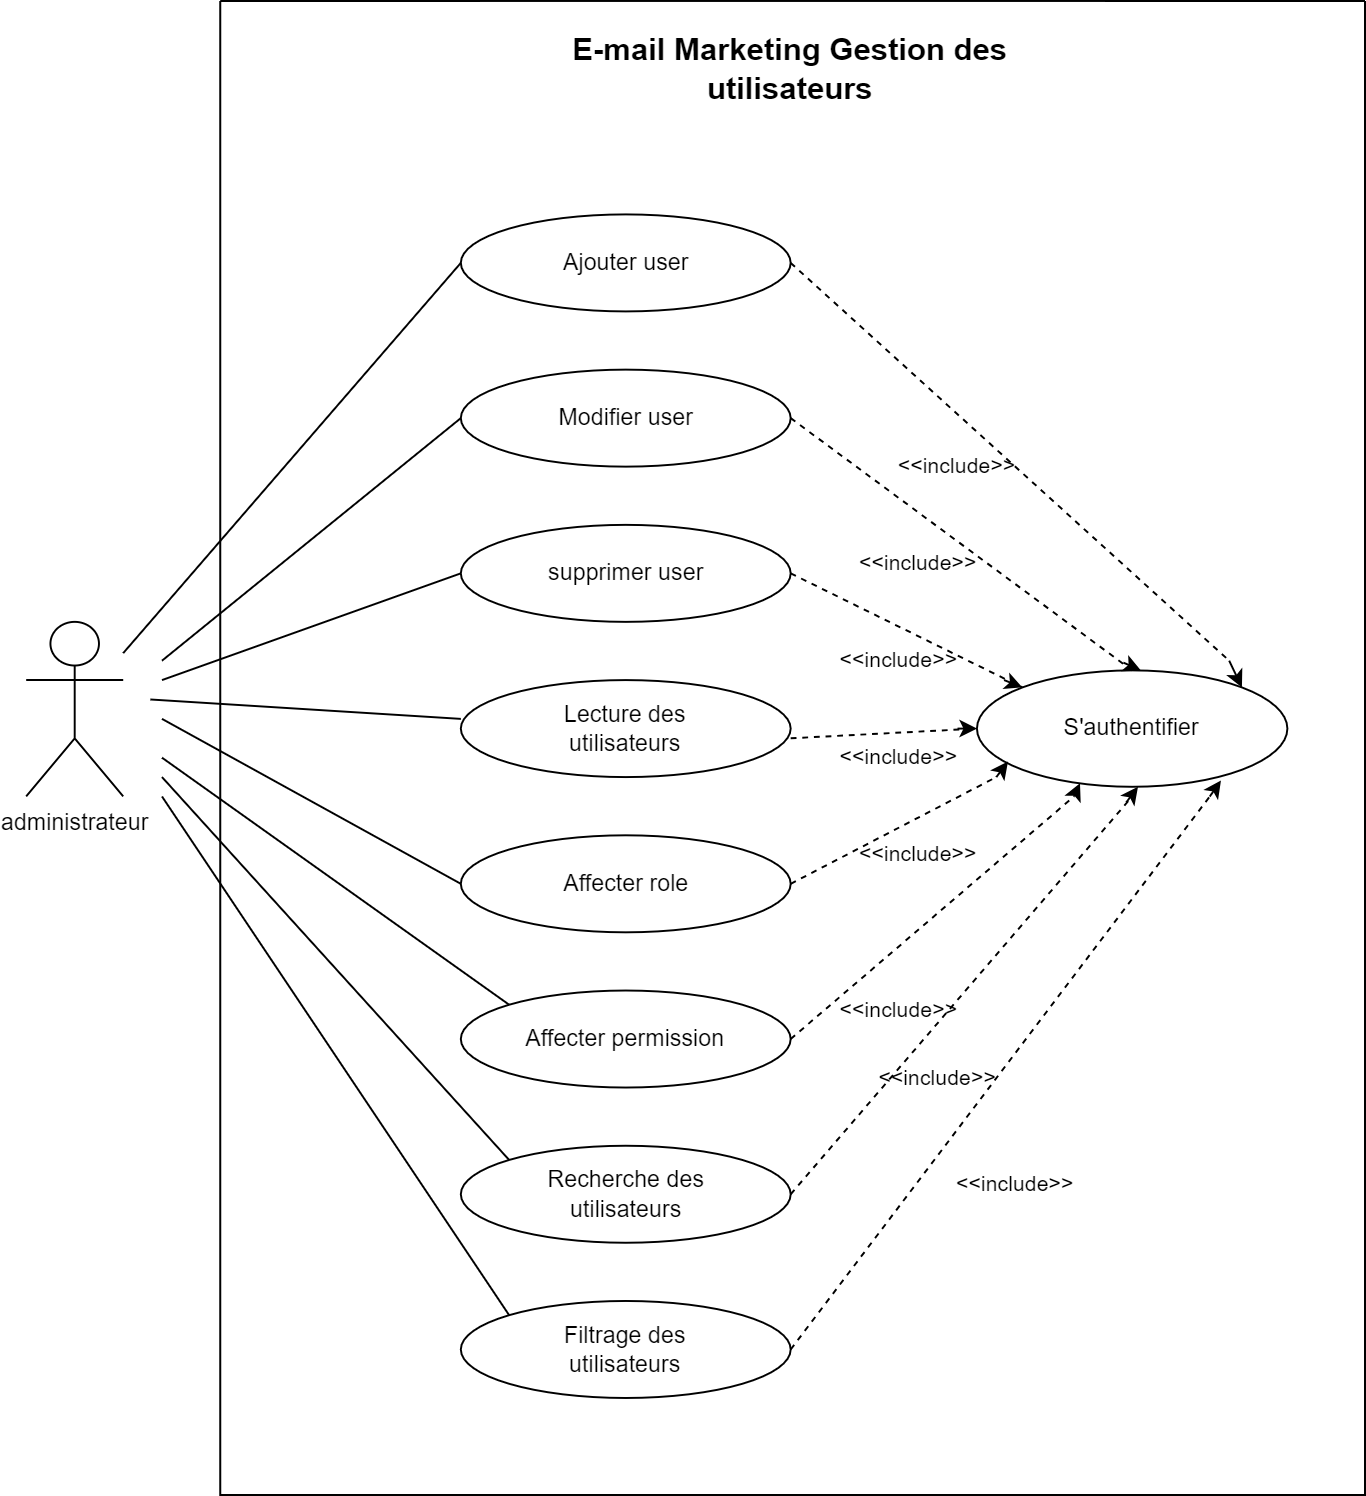 E-mail Marketing Gestion des
utilisateurs
Ajouter user
Modifier user
<<include>>
<<include>>
supprimer user
<<include>>
Lecture des
utilisateurs
S'authentifier
<<include>>
administrateur
<<include>>
Affecter role
<<include>>
Affecter permission
<<include>>
Recherche des
utilisateurs
<<include>>
Filtrage des
utilisateurs